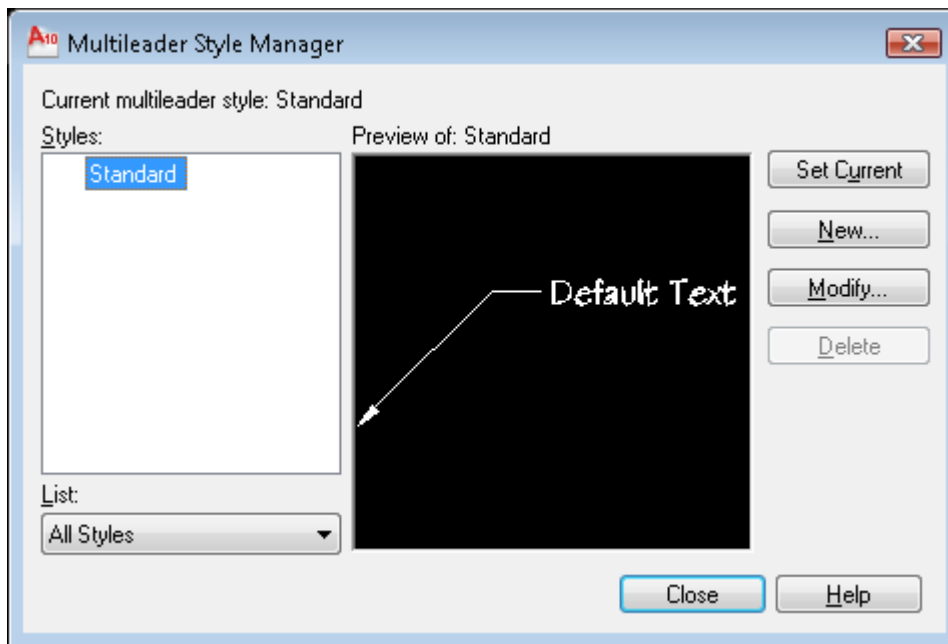 A10 Multileader Style Manager
Current multileader style: Standard
Styles:
Preview of: Standard
Standard
Default Text
Set Current
New...
Modify...
Delete
List:
All Styles
Close
Help